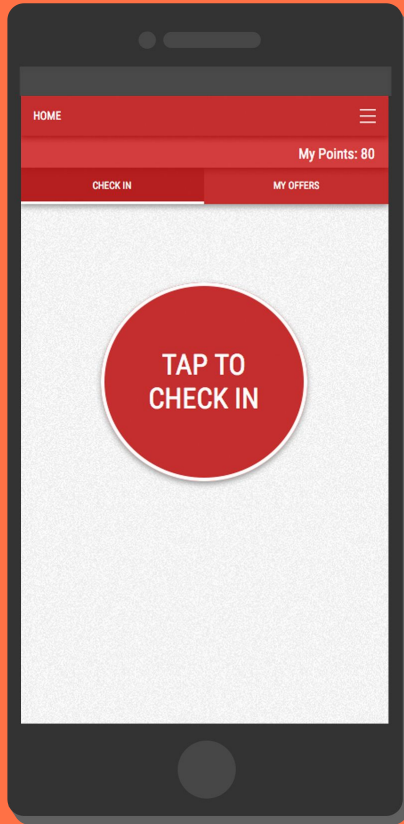 HOME
My Points: 80
CHECK IN
MY OFFERS
TAP TO
CHECK IN